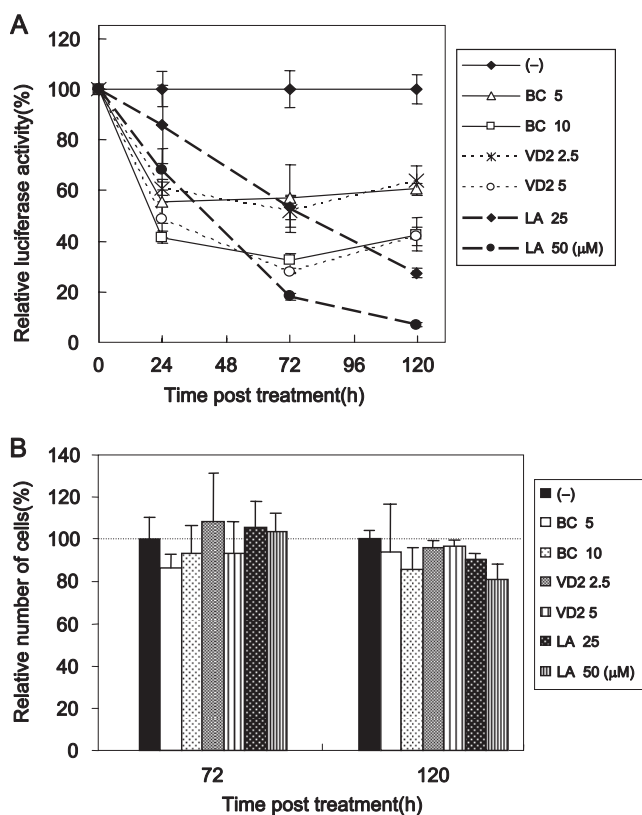 A
Relative luciferase activity(%)
120
100
80
60
40
20
0
0 24 48 72 96 120
Time post treatment(h)
(–)
BC 5
BC 10
VD2 2.5
VD2 5
LA 25
LA 50 (μM)
B
Relative number of cells(%)
140
120
100
80
60
40
20
0
72 120
Time post treatment(h)
(–)
BC 5
BC 10
VD2 2.5
VD2 5
LA 25
LA 50 (μM)